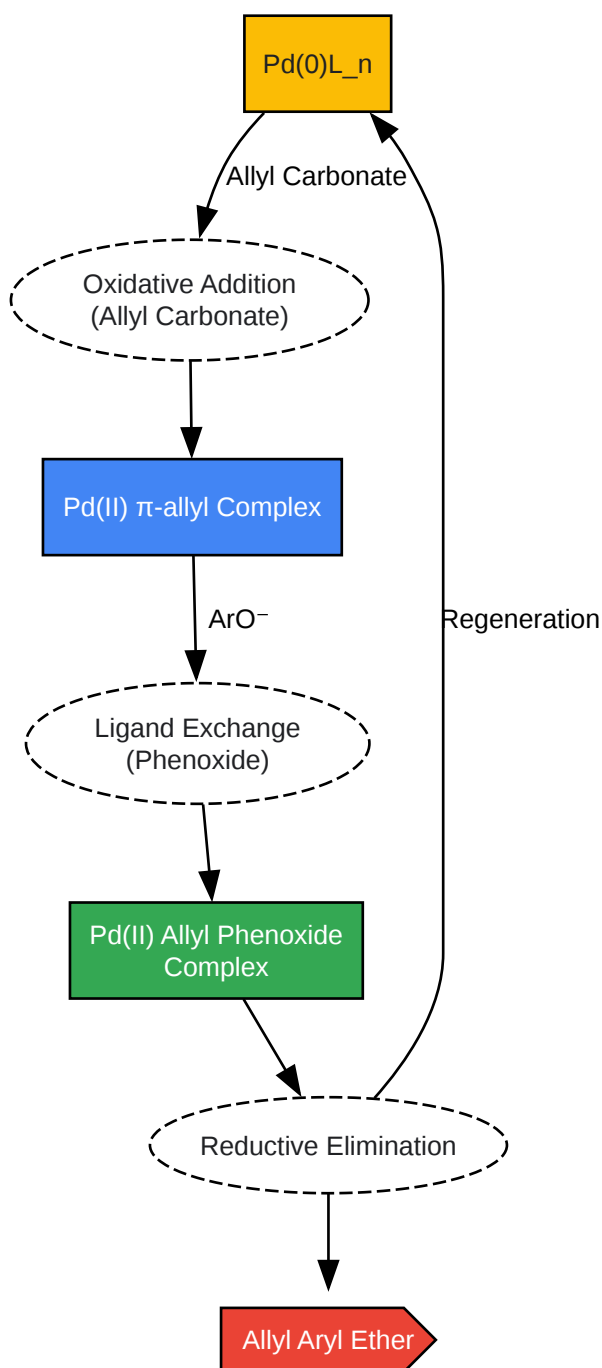 Pd(0)L_n
Allyl Carbonate
Oxidative Addition
(Allyl Carbonate)
Pd(II) π-allyl Complex
ArO⁻
Regeneration
Ligand Exchange
(Phenoxide)
Pd(II) Allyl Phenoxide
Complex
Reductive Elimination
Allyl Aryl Ether